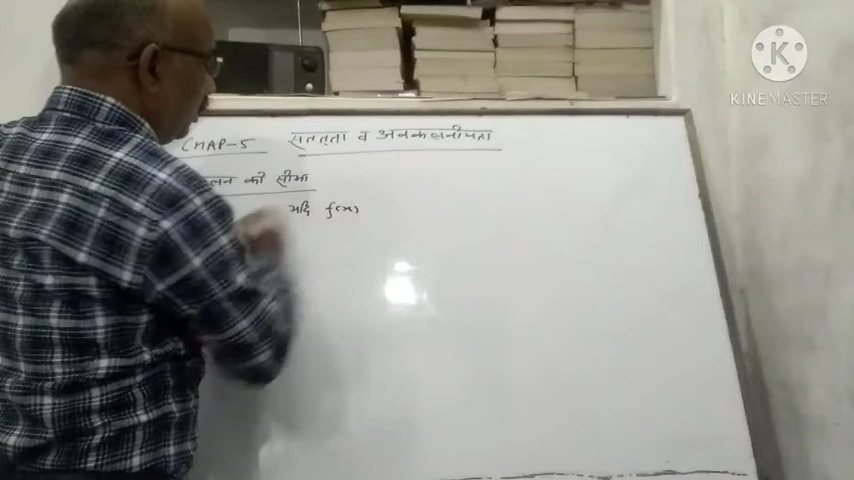 K
KINEMASTER
CHAP-5 सततता व अवकलनीयता
की सीमा
यदि f(x)